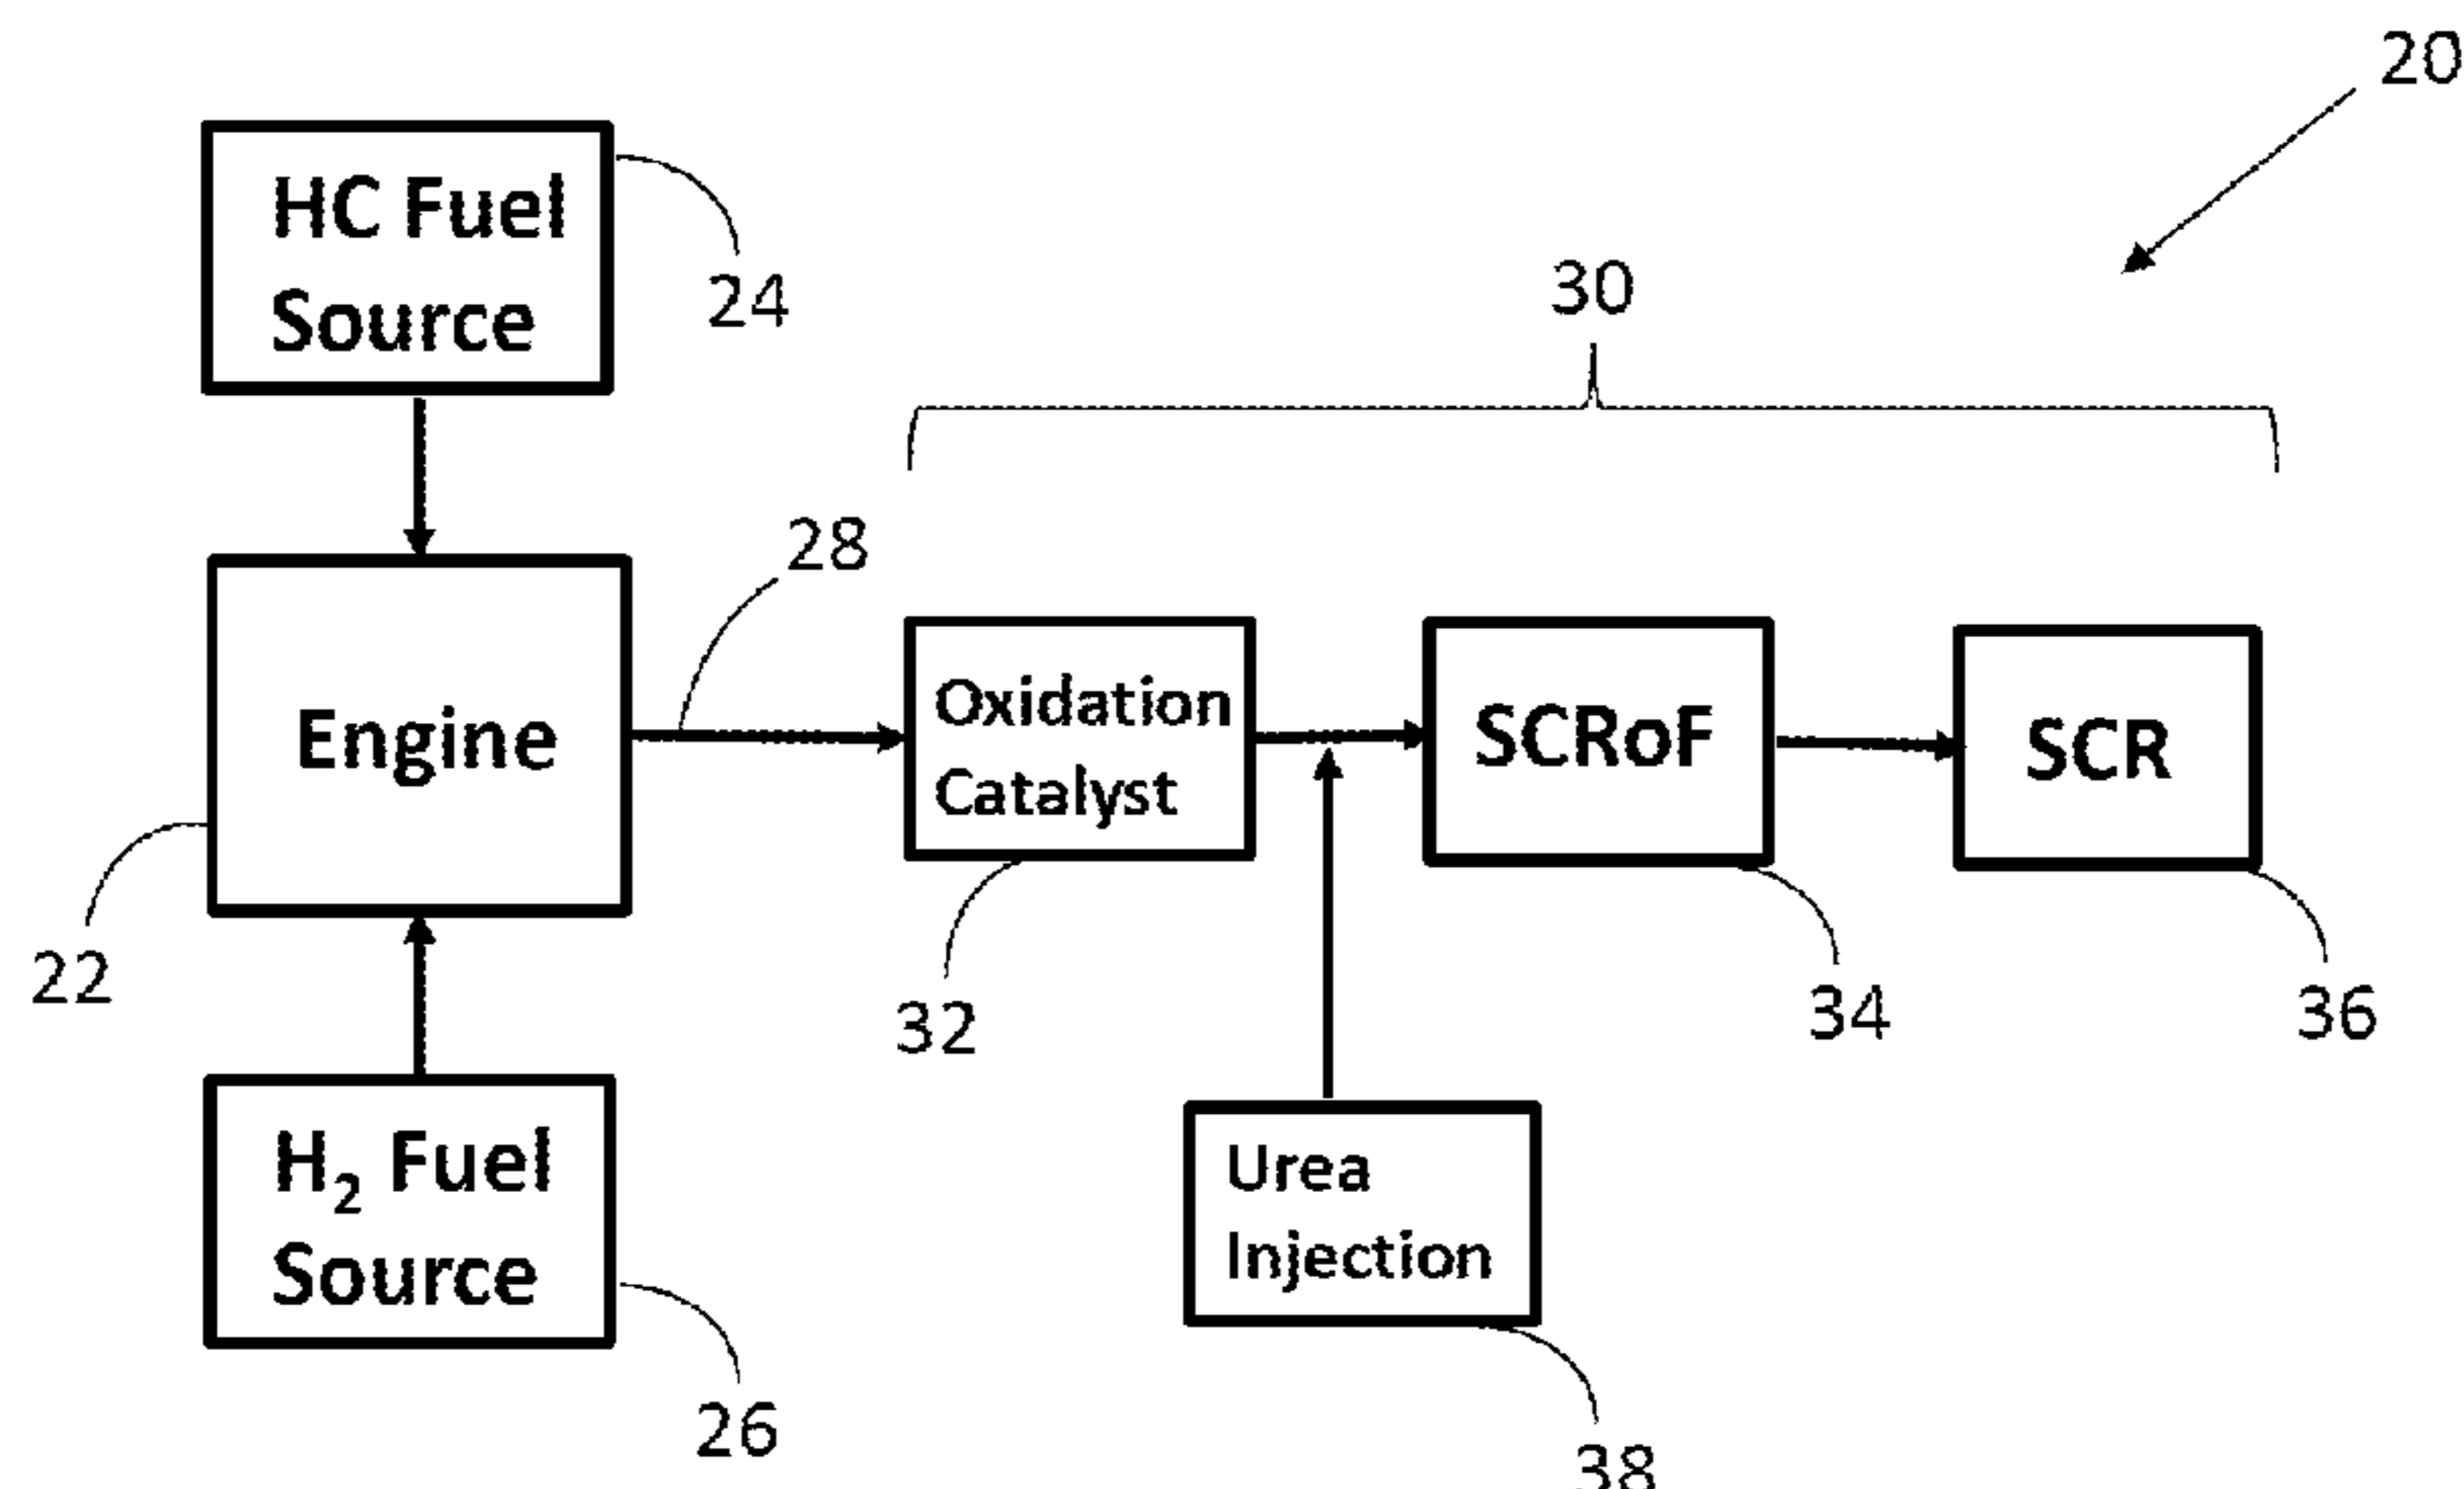 20
HC Fuel
Source
24
30
28
Engine
Oxidation
Catalyst
SCRoF
SCR
22
32
34
36
H₂ Fuel
Source
Urea
Injection
26
38